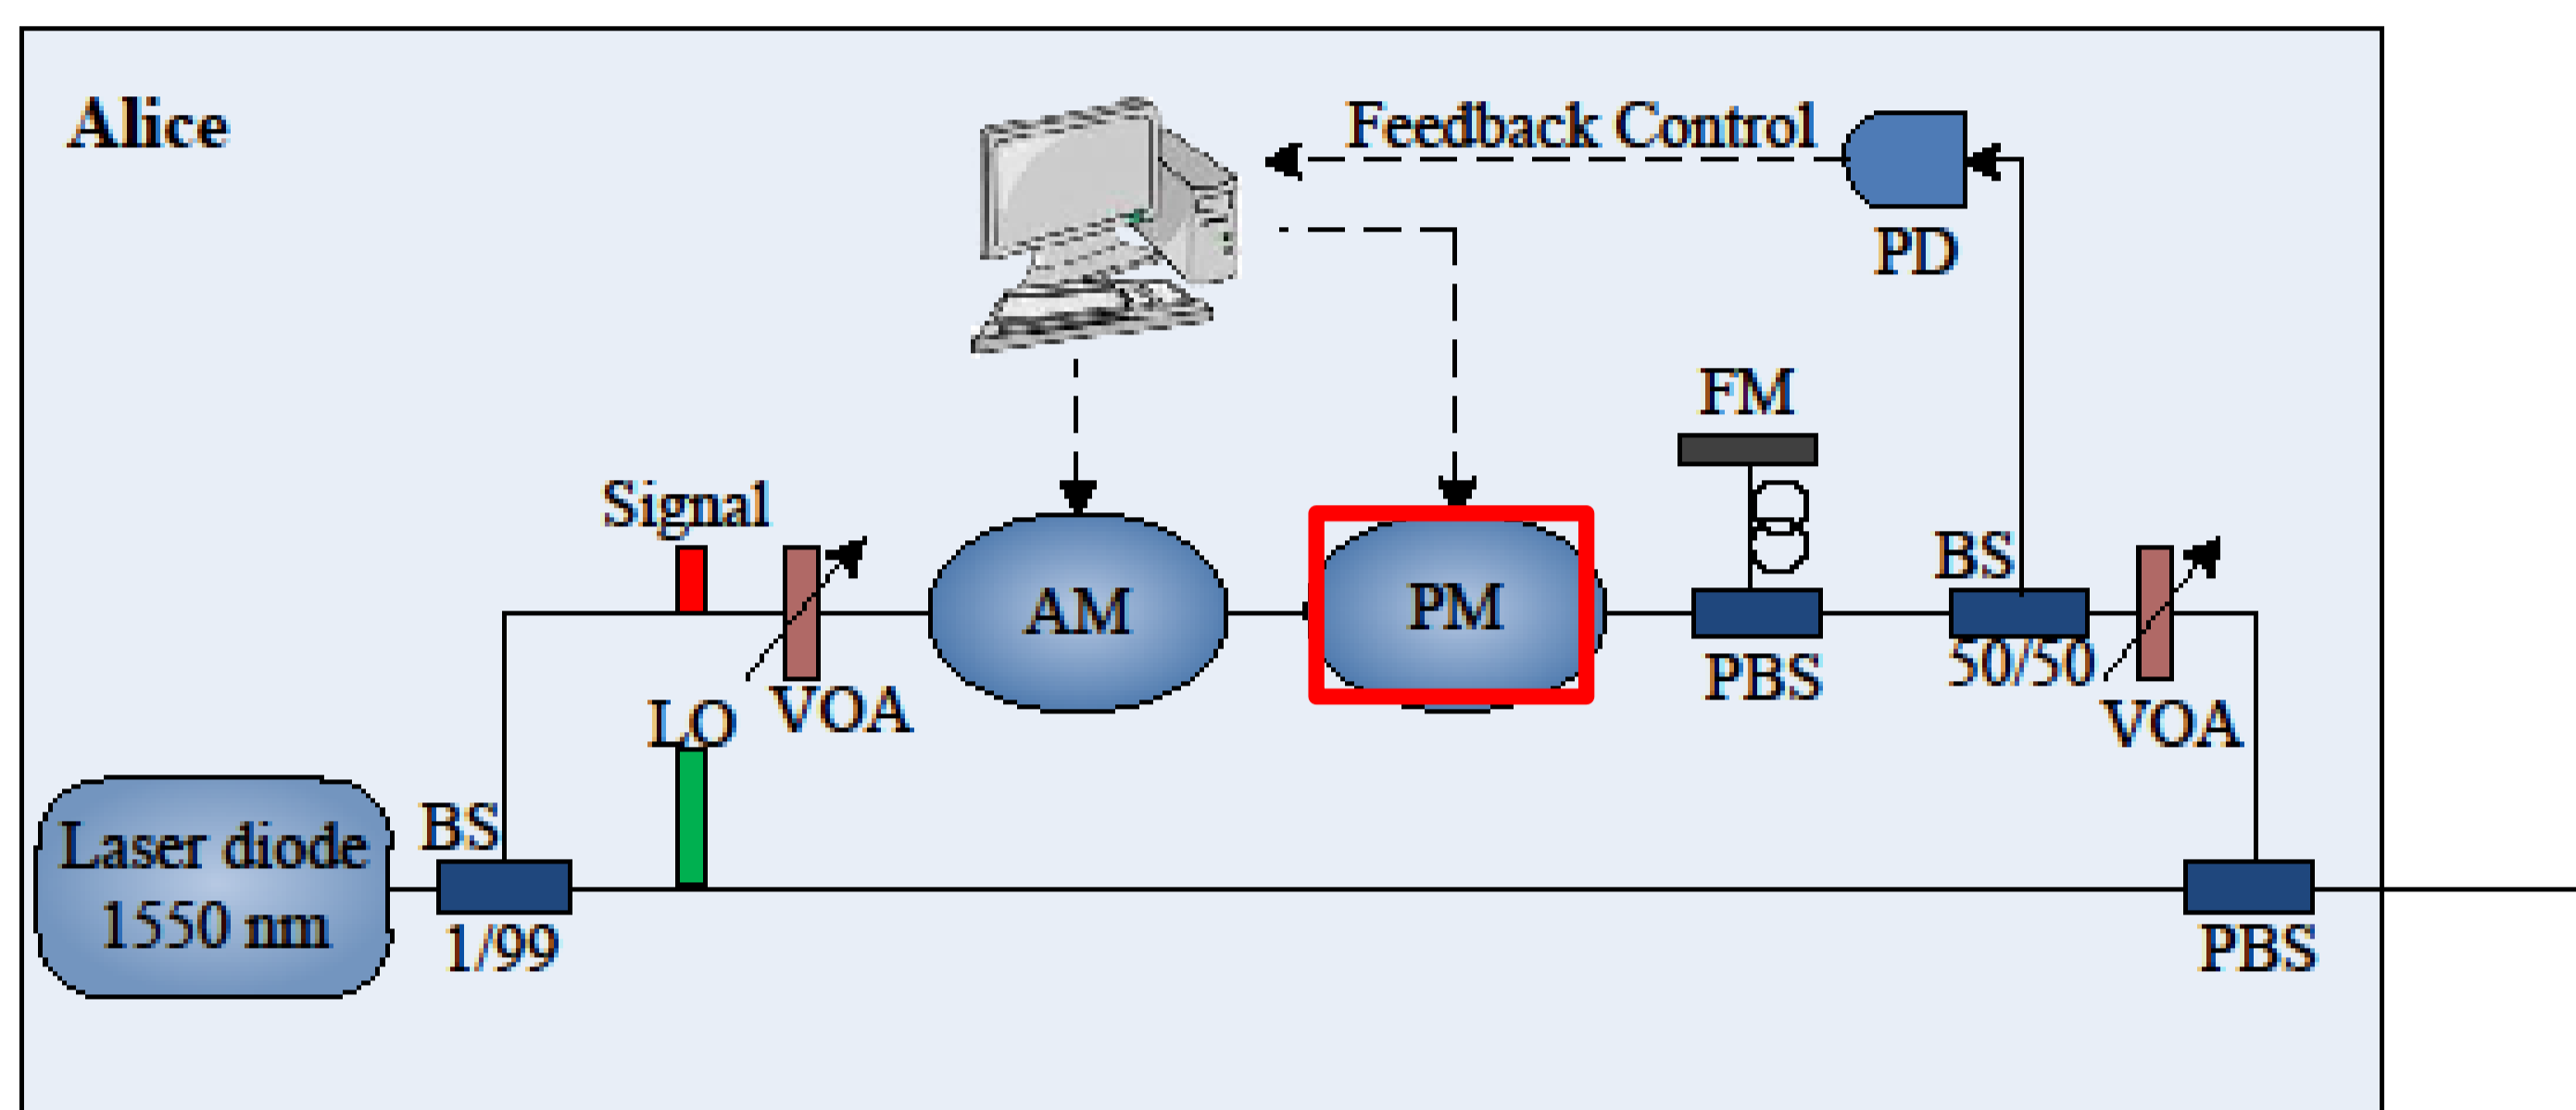 Alice
Feedback Control
PD
FM
Signal
BS
AM
PM
PBS
50/50
VOA
LO
VOA
BS
Laser diode
1550 nm
1/99
PBS